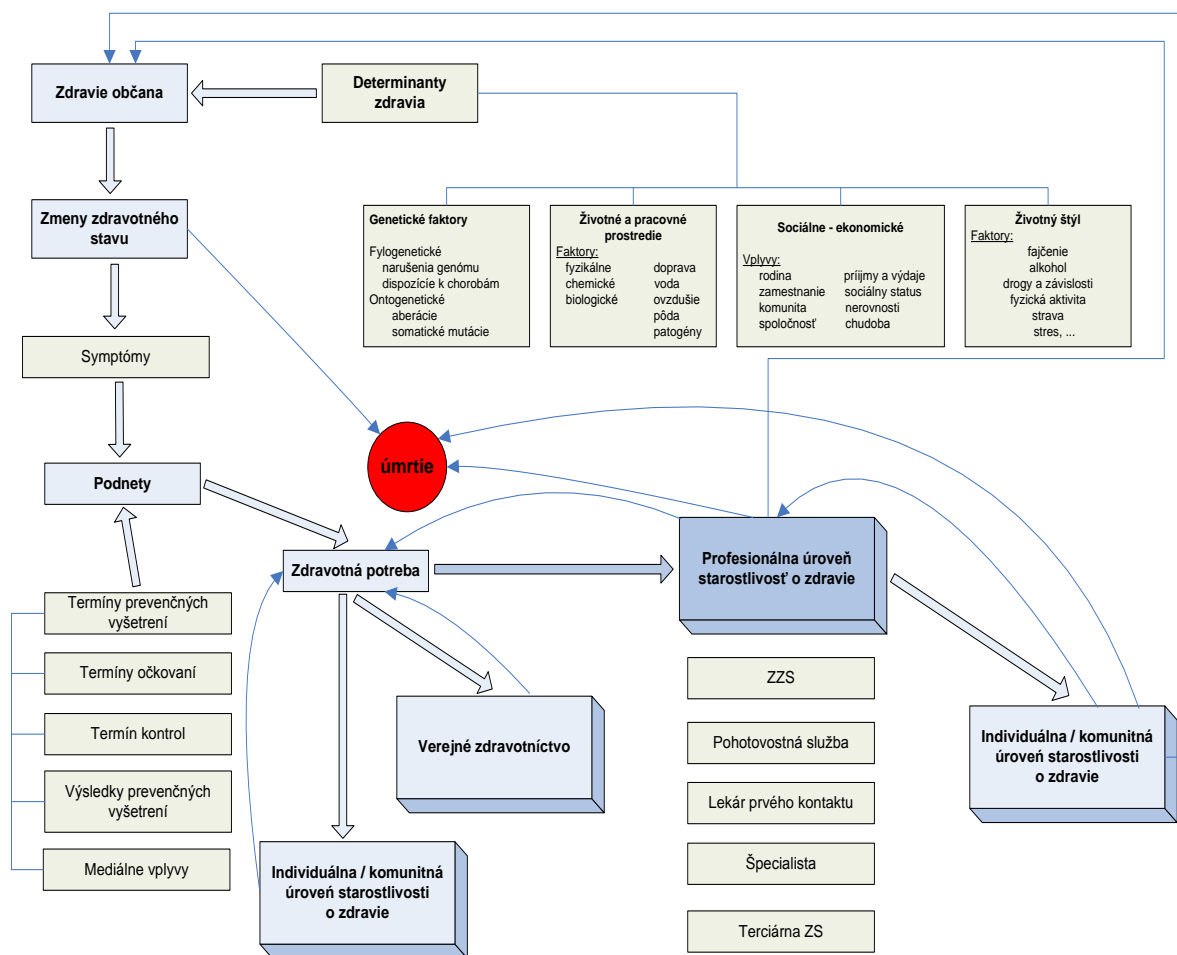 Zdravie občana
Determinanty
zdravia
Zmeny zdravotného
stavu
Genetické faktory
Fylogenetické
narušenia genómu
dispozície k chorobám
Ontogenetické
aberácie
somatické mutácie
Životné a pracovné
prostredie
Faktory:
fyzikálne doprava
chemické voda
biologické ovzdušie
pôda
patogény
Sociálne - ekonomické
Vplyvy:
rodina príijmy a výdaje
zamestnanie sociálny status
komunita nerovnosti
spoločnosť chudoba
Životný štýl
Faktory:
fajčenie
alkohol
drogy a závislosti
fyzická aktivita
strava
stres, ...
Symptómy
úmrtie
Podnety
Zdravotná potreba
Profesionálna úroveň
starostlivosť o zdravie
Termíny prevenčných
vyšetrení
Termíny očkovaní
Termín kontrol
Výsledky prevenčných
vyšetrení
Mediálne vplyvy
Verejné zdravotníctvo
Individuálna / komunitná
úroveň starostlivosti
o zdravie
ZZS
Pohotovostná služba
Lekár prvého kontaktu
Špecialista
Terciárna ZS
Individuálna / komunitná
úroveň starostlivosti
o zdravie